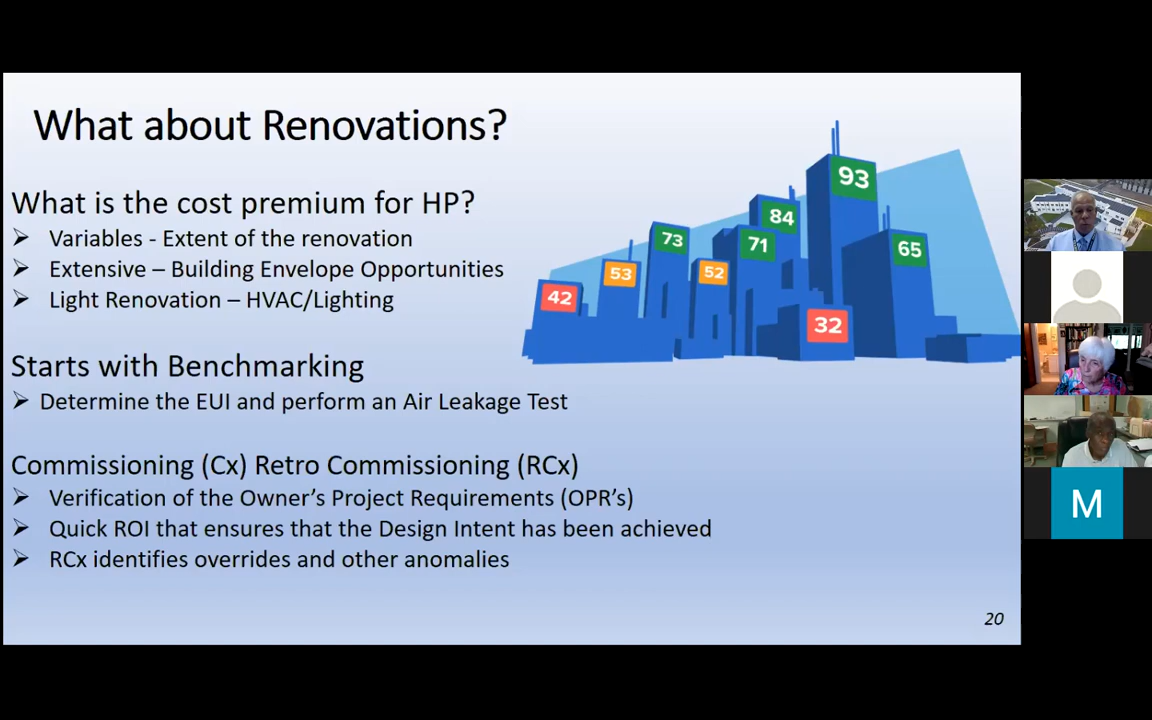 What about Renovations?
What is the cost premium for HP?
Variables - Extent of the renovation
Extensive – Building Envelope Opportunities
Light Renovation – HVAC/Lighting
Starts with Benchmarking
Determine the EUI and perform an Air Leakage Test
Commissioning (Cx) Retro Commissioning (RCx)
Verification of the Owner's Project Requirements (OPR's)
Quick ROI that ensures that the Design Intent has been achieved
RCx identifies overrides and other anomalies
42
53
73
52
71
84
93
32
65
20
M